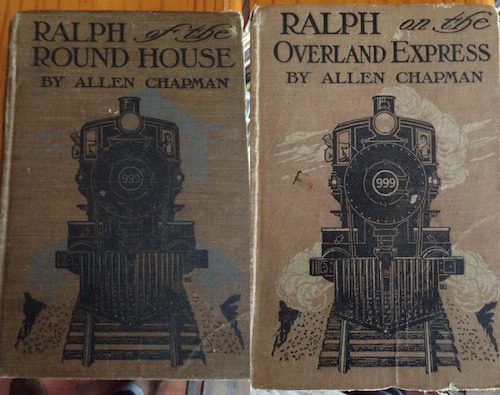 RALPH of the
ROUND HOUSE
BY ALLEN CHAPMAN
999
RALPH on the
OVERLAND EXPRESS
BY ALLEN CHAPMAN
999